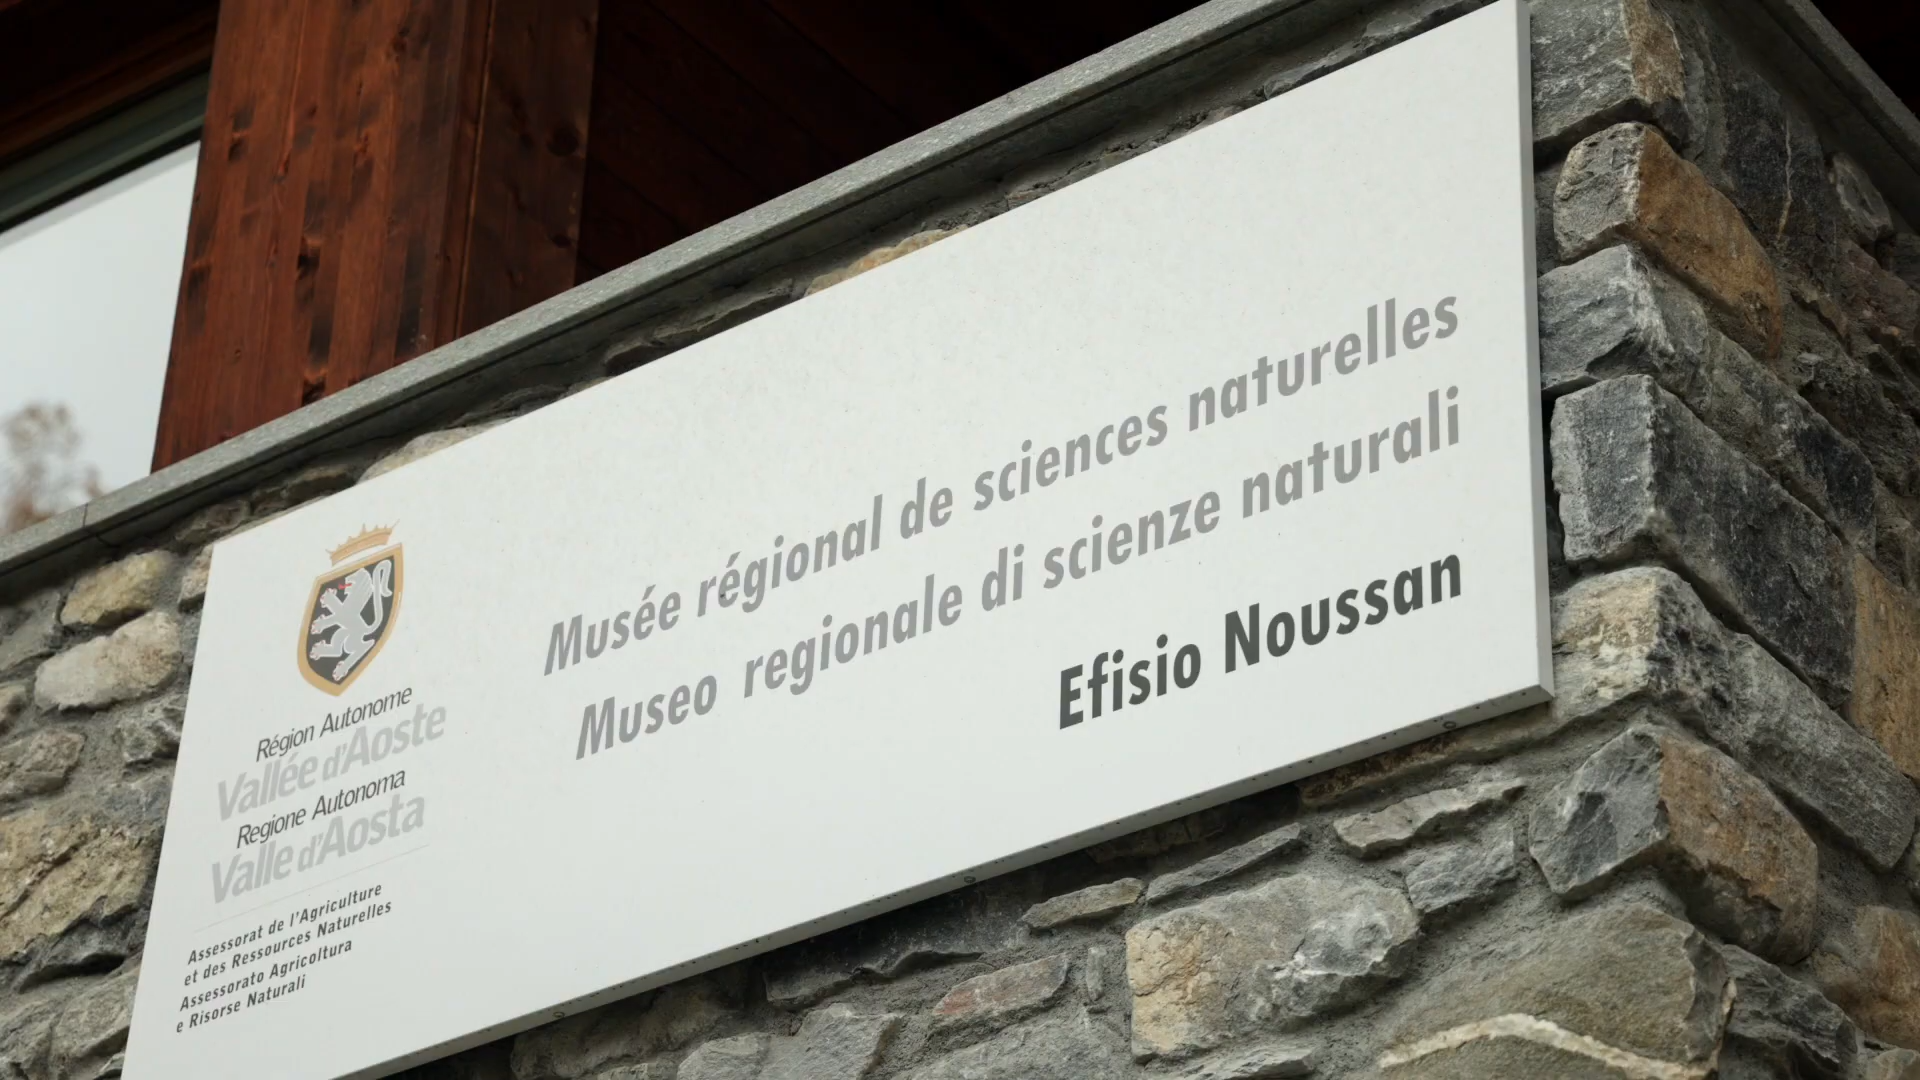 Musée régional de sciences naturelles
Museo regionale di scienze naturali
Efisio Noussan
Région Autonome
Vallée d'Aoste
Regione Autonoma
Valle d'Aosta
Assessorat de l'Agriculture
et des Ressources Naturelles
Assessorato Agricoltura
e Risorse Naturali